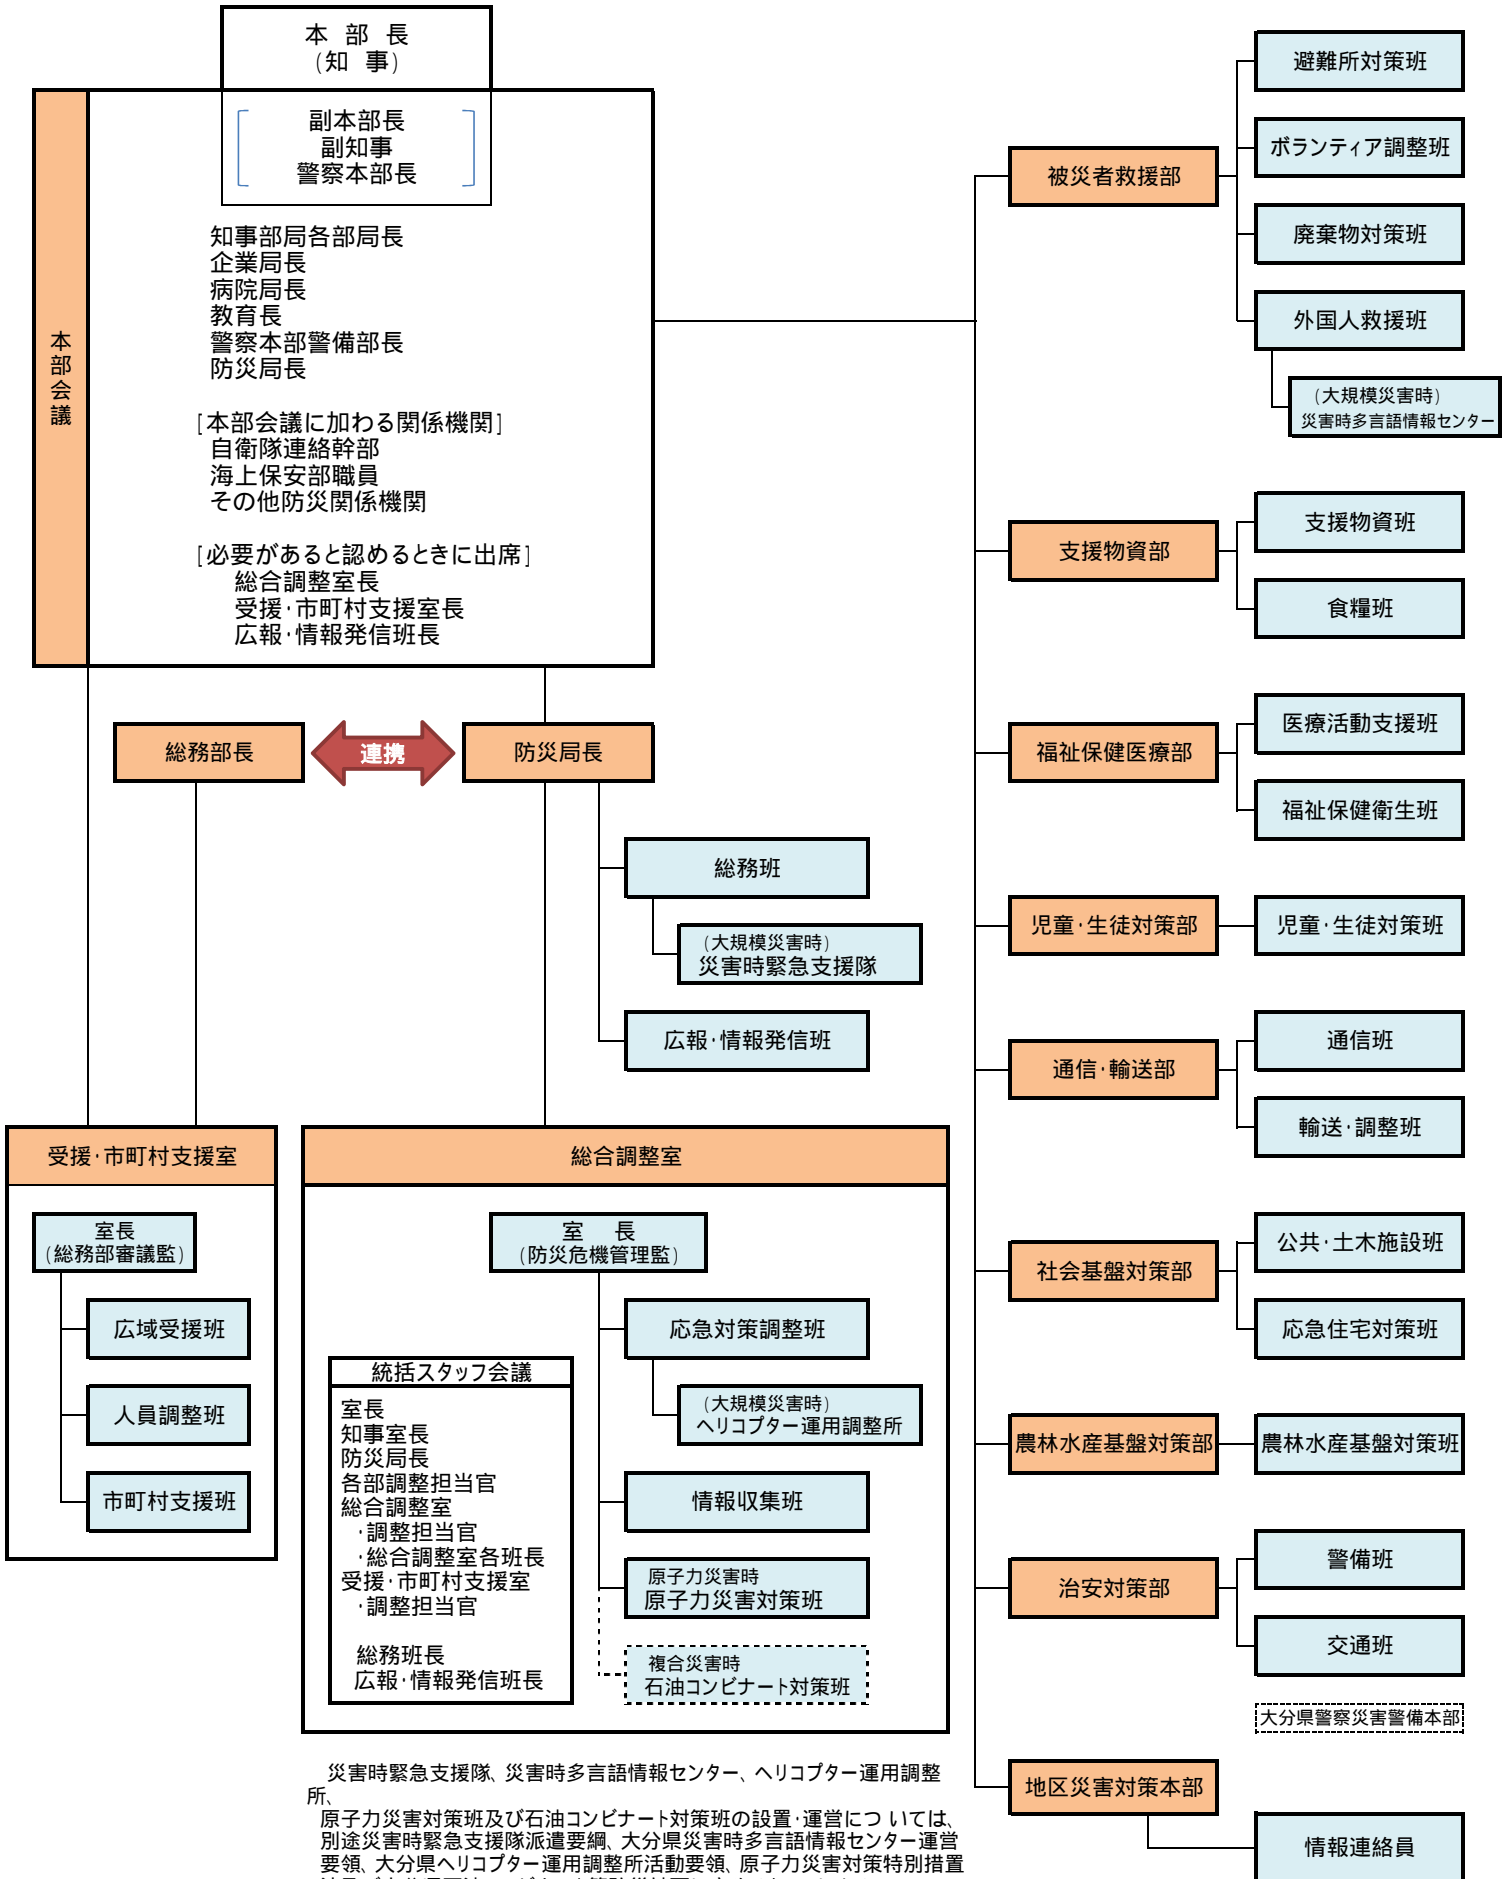 本 部 長
(知 事)
副本部長
副知事
警察本部長
本部会議
知事部局各部局長
企業局長
病院局長
教育長
警察本部警備部長
防災局長
[本部会議に加わる関係機関]
自衛隊連絡幹部
海上保安部職員
その他防災関係機関
[必要があると認めるときに出席]
総合調整室長
受援・市町村支援室長
広報・情報発信班長
総務部長
連携
防災局長
総務班
(大規模災害時)
災害時緊急支援隊
広報・情報発信班
受援・市町村支援室
室長
(総務部審議監)
広域受援班
人員調整班
市町村支援班
総合調整室
室 長
(防災危機管理監)
統括スタッフ会議
室長
知事室長
防災局長
各部調整担当官
総合調整室
・調整担当官
・総合調整室各班長
受援・市町村支援室
・調整担当官
総務班長
広報・情報発信班長
応急対策調整班
(大規模災害時)
ヘリコプター運用調整所
情報収集班
原子力災害時
原子力災害対策班
複合災害時
石油コンビナート対策班
被災者救援部
避難所対策班
ボランティア調整班
廃棄物対策班
外国人救援班
(大規模災害時)
災害時多言語情報センター
支援物資部
支援物資班
食糧班
福祉保健医療部
医療活動支援班
福祉保健衛生班
児童・生徒対策部
児童・生徒対策班
通信・輸送部
通信班
輸送・調整班
社会基盤対策部
公共・土木施設班
応急住宅対策班
農林水産基盤対策部
農林水産基盤対策班
治安対策部
警備班
交通班
大分県警察災害警備本部
地区災害対策本部
情報連絡員
災害時緊急支援隊、災害時多言語情報センター、ヘリコプター運用調整
所、
原子力災害対策班及び石油コンビナート対策班の設置・運営につ いては、
別途災害時緊急支援隊派遣要綱、大分県災害時多言語情報センター運営
要領、大分県ヘリコプター運用調整所活動要領、原子力災害対策特別措置